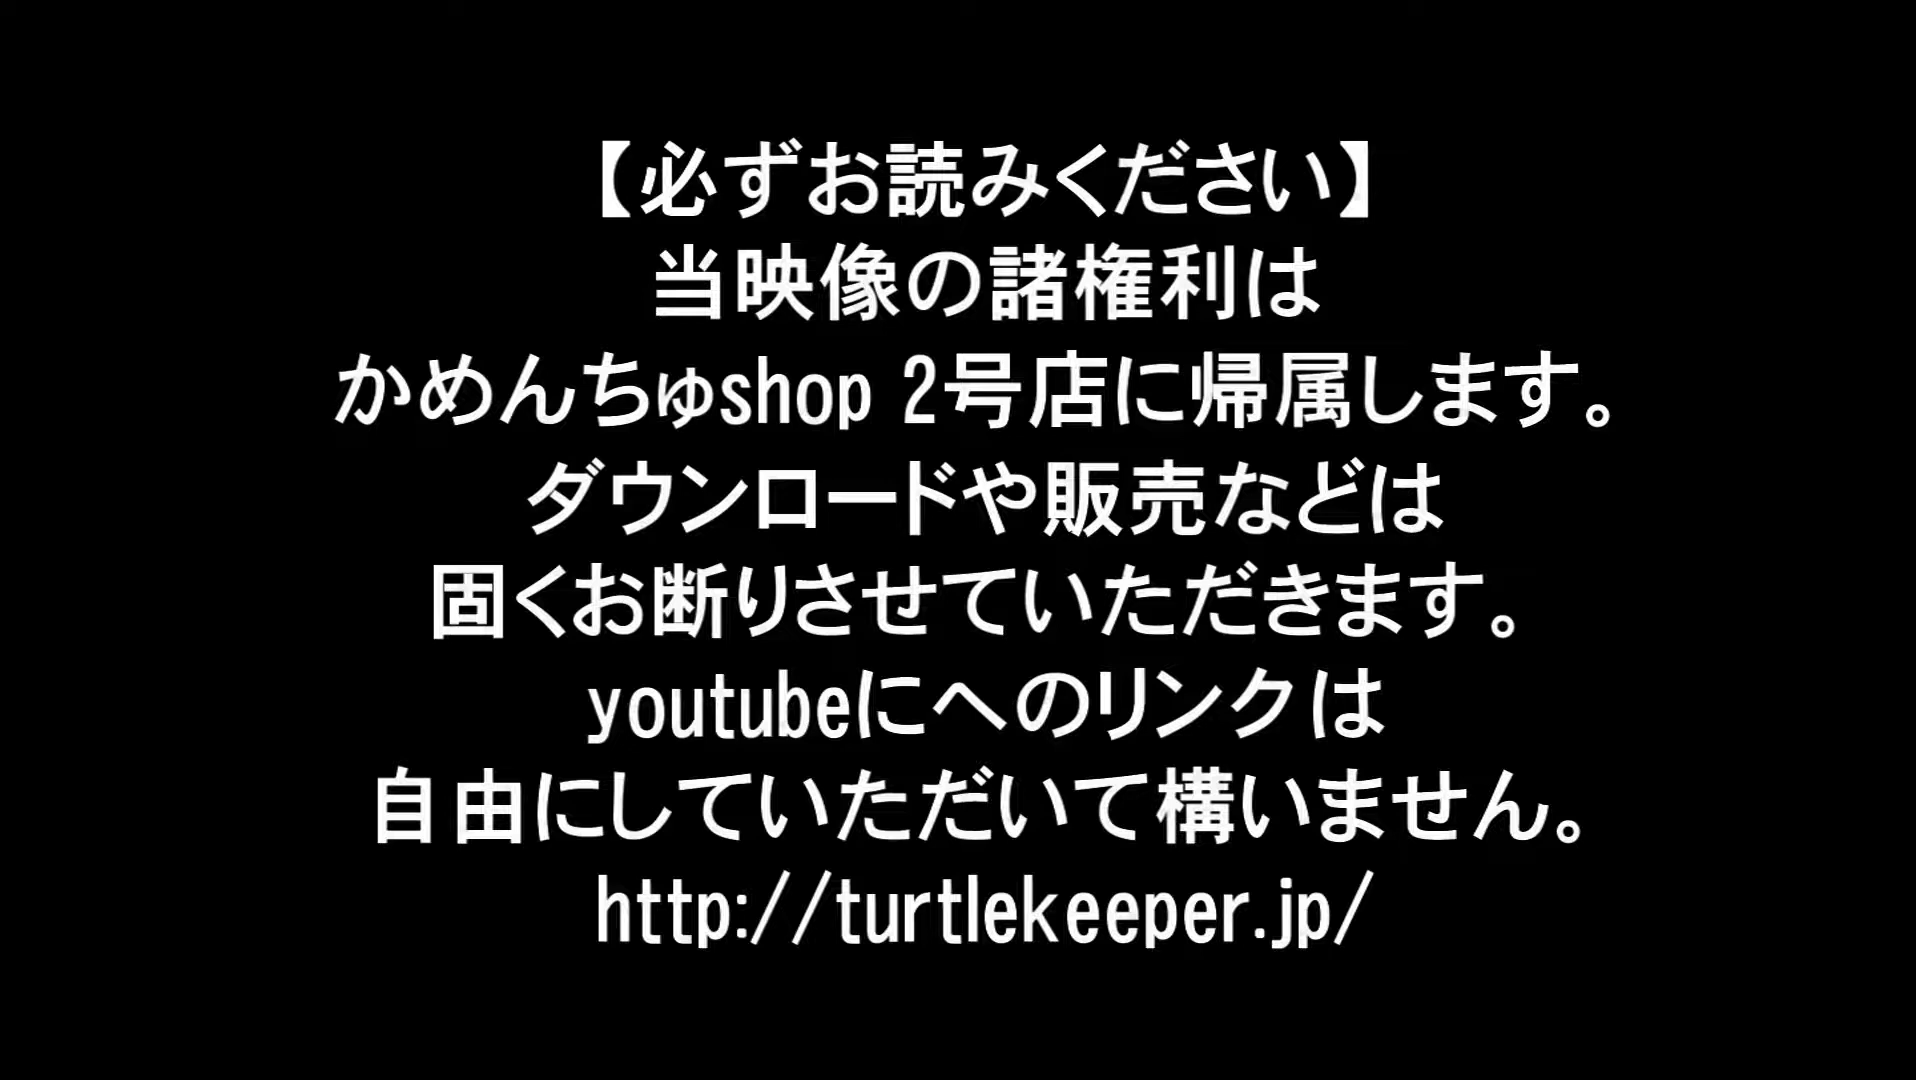 【必ずお読みください】
当映像の諸権利は
かめんちゅshop 2号店に帰属します。
ダウンロードや販売などは
固くお断りさせていただきます。
youtubeにへのリンクは
自由にしていただいて構いません。
http://turtlekeeper.jp/